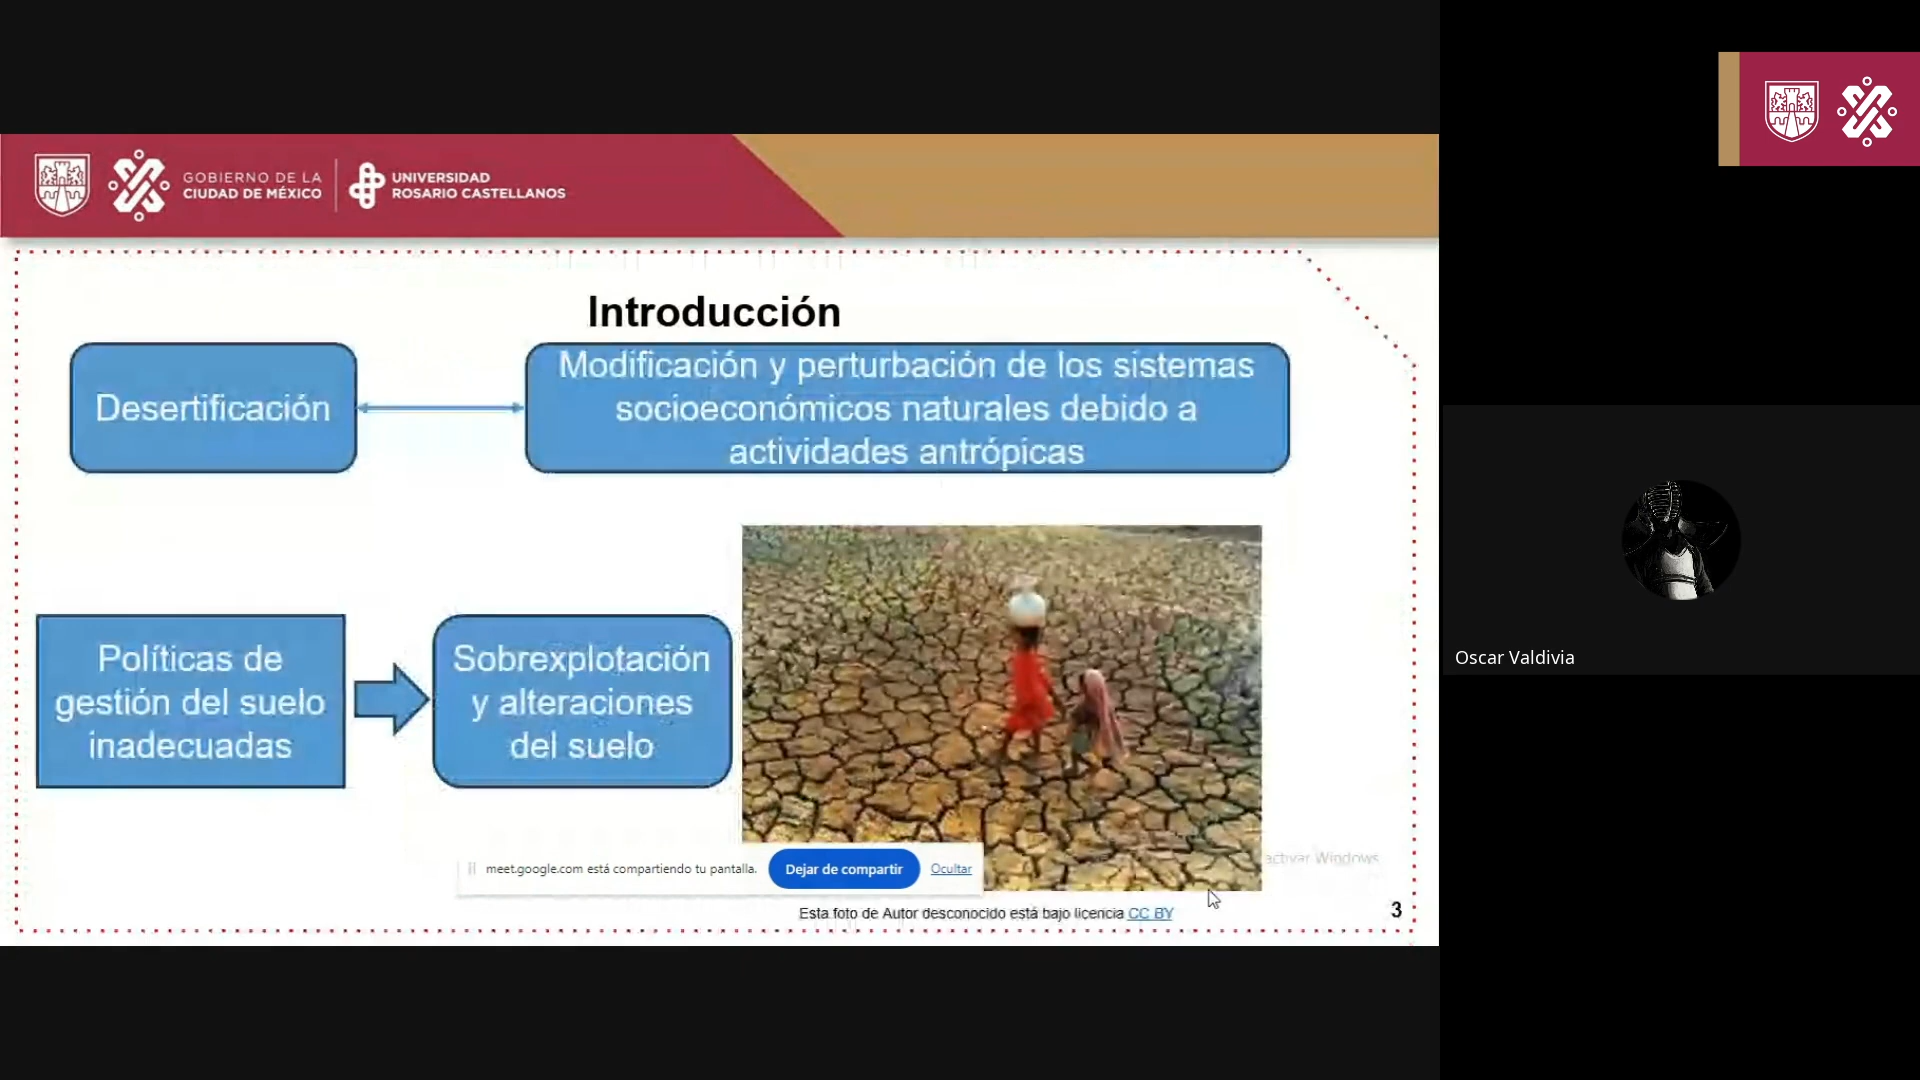 GOBIERNO DE LA
CIUDAD DE MÉXICO
UNIVERSIDAD
ROSARIO CASTELLANOS
Introducción
Desertificación
Modificación y perturbación de los sistemas
socioeconómicos naturales debido a
actividades antrópicas
Políticas de
gestión del suelo
inadecuadas
Sobrexplotación
y alteraciones
del suelo
activar Windows
meet.google.com está compartiendo tu pantalla. Dejar de compartir Ocultar
Esta foto de Autor desconocido está bajo licencia CC BY
3
Oscar Valdivia